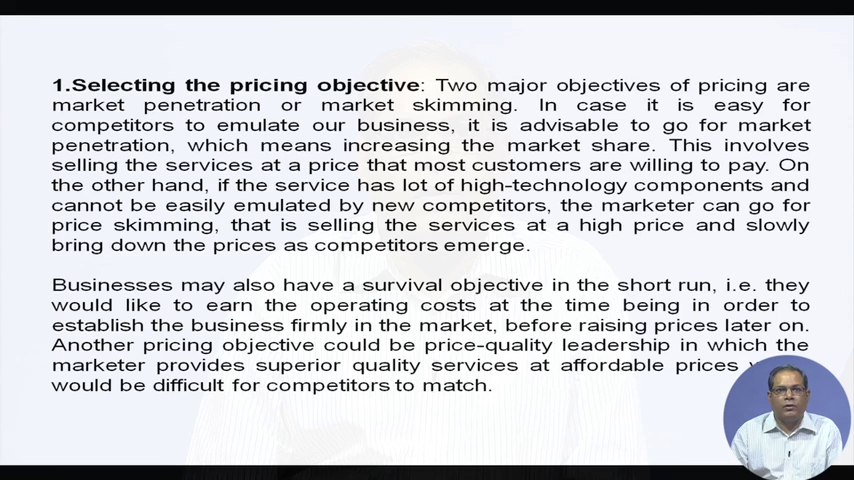 1.Selecting the pricing objective: Two major objectives of pricing are
market penetration or market skimming. In case it is easy for
competitors to emulate our business, it is advisable to go for market
penetration, which means increasing the market share. This involves
selling the services at a price that most customers are willing to pay. On
the other hand, if the service has lot of high-technology components and
cannot be easily emulated by new competitors, the marketer can go for
price skimming, that is selling the services at a high price and slowly
bring down the prices as competitors emerge.
Businesses may also have a survival objective in the short run, i.e. they
would like to earn the operating costs at the time being in order to
establish the business firmly in the market, before raising prices later on.
Another pricing objective could be price-quality leadership in which the
marketer provides superior quality services at affordable prices
would be difficult for competitors to match.